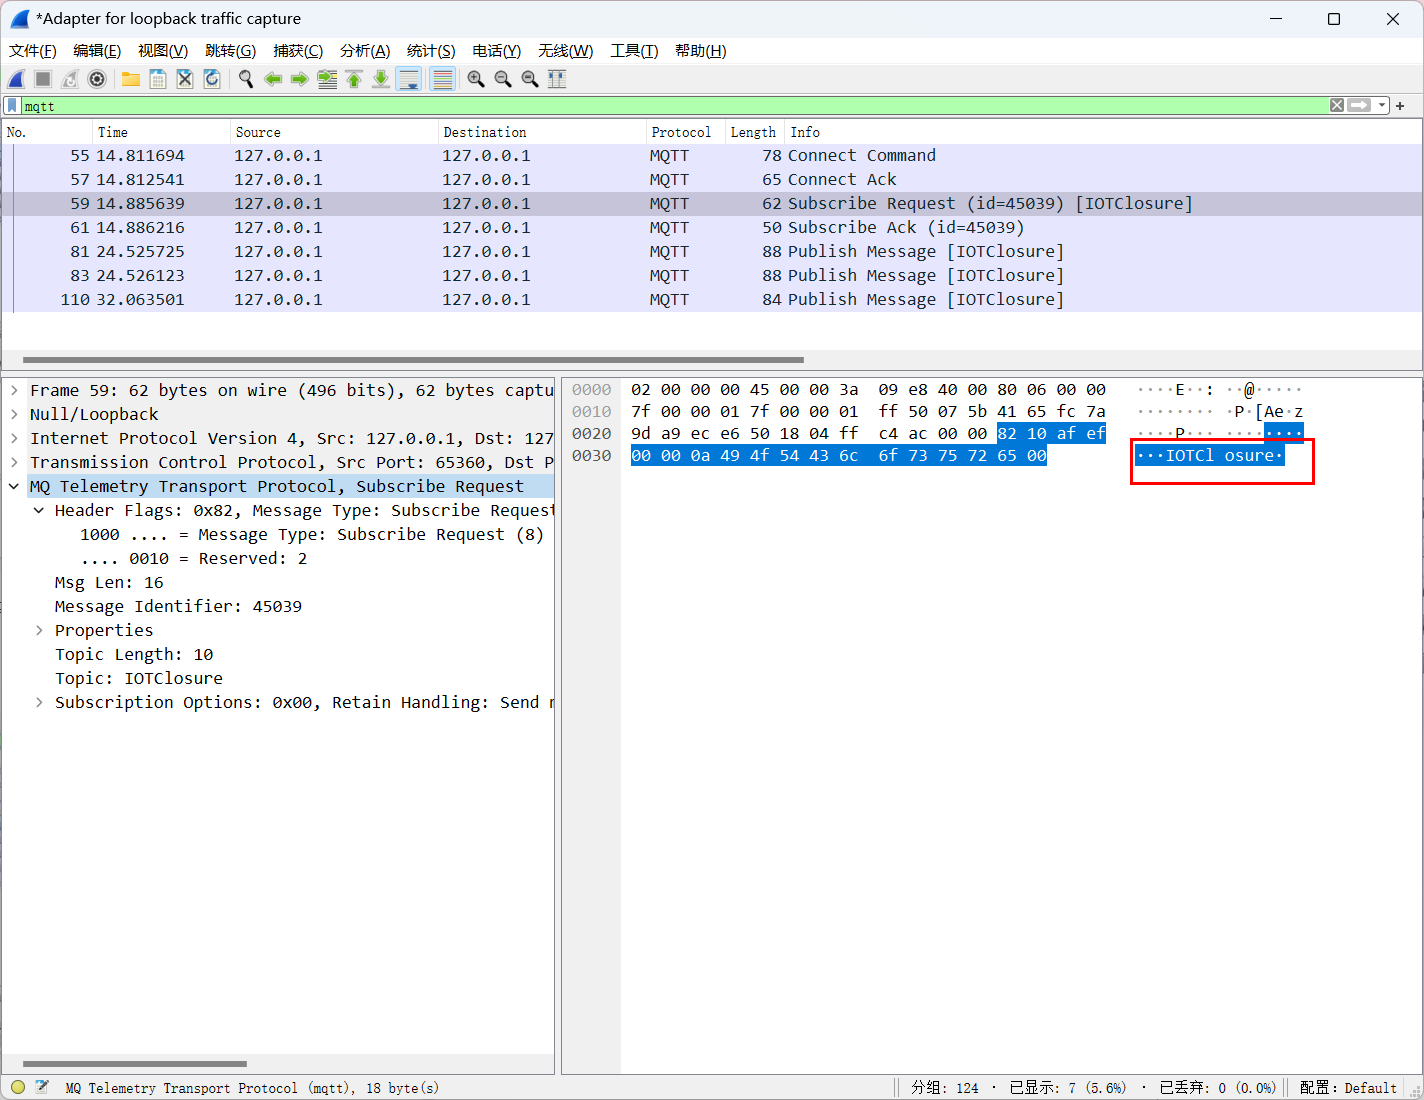 *Adapter for loopback traffic capture
文件(F) 编辑(E) 视图(V) 跳转(G) 捕获(C) 分析(A) 统计(S) 电话(Y) 无线(W) 工具(T) 帮助(H)
mqtt
No. Time Source Destination Protocol Length Info
55 14.811694 127.0.0.1 127.0.0.1 MQTT 78 Connect Command
57 14.812541 127.0.0.1 127.0.0.1 MQTT 65 Connect Ack
59 14.885639 127.0.0.1 127.0.0.1 MQTT 62 Subscribe Request (id=45039) [IOTClosure]
61 14.886216 127.0.0.1 127.0.0.1 MQTT 50 Subscribe Ack (id=45039)
81 24.525725 127.0.0.1 127.0.0.1 MQTT 88 Publish Message [IOTClosure]
83 24.526123 127.0.0.1 127.0.0.1 MQTT 88 Publish Message [IOTClosure]
110 32.063501 127.0.0.1 127.0.0.1 MQTT 84 Publish Message [IOTClosure]
Frame 59: 62 bytes on wire (496 bits), 62 bytes captu
Null/Loopback
Internet Protocol Version 4, Src: 127.0.0.1, Dst: 127
Transmission Control Protocol, Src Port: 65360, Dst P
MQ Telemetry Transport Protocol, Subscribe Request
Header Flags: 0x82, Message Type: Subscribe Request
1000 .... = Message Type: Subscribe Request (8)
.... 0010 = Reserved: 2
Msg Len: 16
Message Identifier: 45039
Properties
Topic Length: 10
Topic: IOTClosure
Subscription Options: 0x00, Retain Handling: Send m
0000 02 00 00 00 45 00 00 3a 09 e8 40 00 80 06 00 00 ····E··: ··@·····
0010 7f 00 00 01 7f 00 00 01 ff 50 07 5b 41 65 fc 7a ········ ·P·[Ae·z
0020 9d a9 ec e6 50 18 04 ff c4 ac 00 00 82 10 af ef ····P··· ········
0030 00 00 0a 49 4f 54 43 6c 6f 73 75 72 65 00 ···IOTCl osure·
MQ Telemetry Transport Protocol (mqtt), 18 byte(s) 分组: 124 · 已显示: 7 (5.6%) · 已丢弃: 0 (0.0%) 配置: Default